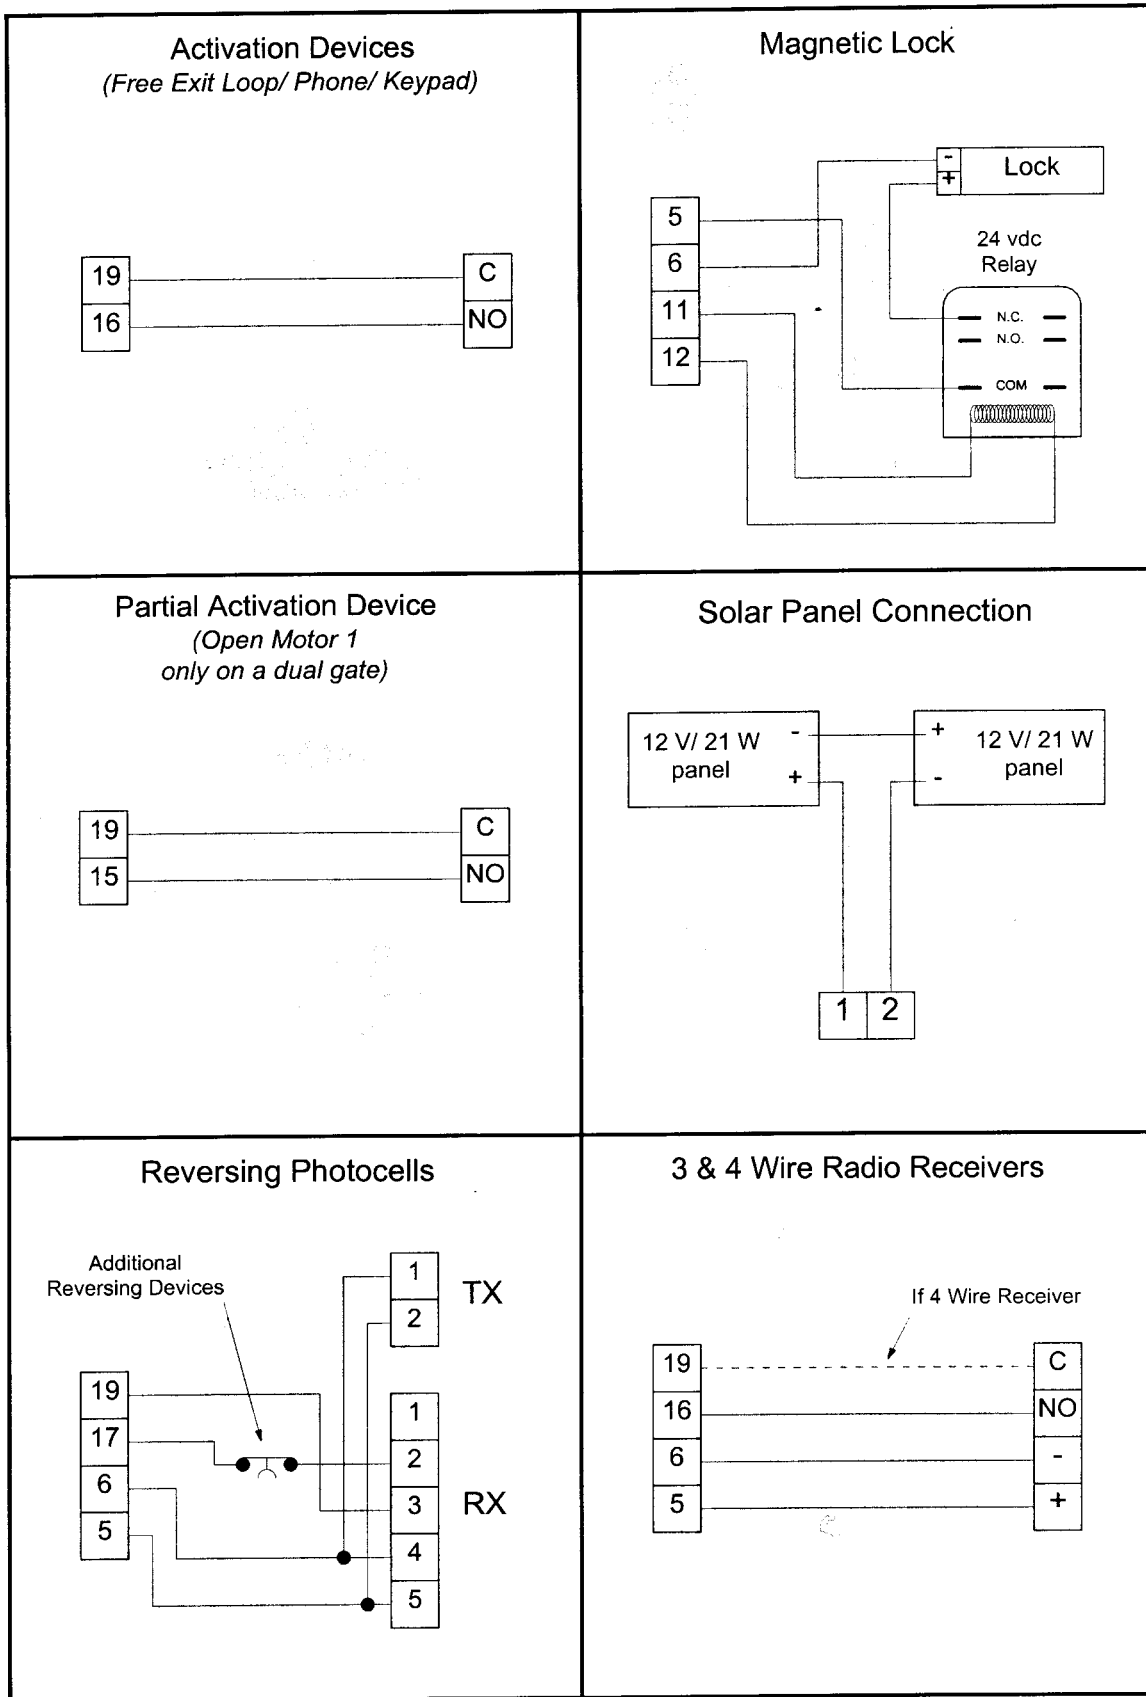 Activation Devices
(Free Exit Loop/ Phone/ Keypad)
19
C
16
NO
Magnetic Lock
-
+
Lock
5
6
11
12
24 vdc
Relay
N.C.
N.O.
COM
Partial Activation Device
(Open Motor 1
only on a dual gate)
19
C
15
NO
Solar Panel Connection
12 V/ 21 W
panel
-
+
+
-
12 V/ 21 W
panel
1 2
Reversing Photocells
Additional
Reversing Devices
1
2
TX
19
17
6
5
1
2
3
4
5
RX
3 & 4 Wire Radio Receivers
If 4 Wire Receiver
19
C
16
NO
6
-
5
+